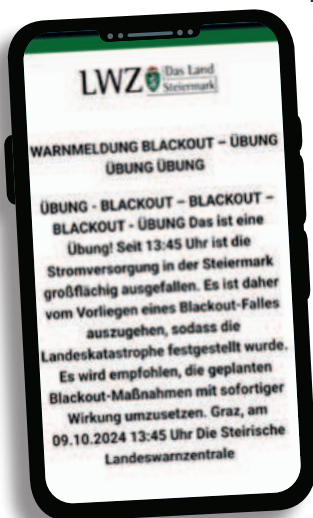 LWZ Das Land
Steiermark
WARNMELDUNG BLACKOUT – ÜBUNG
ÜBUNG ÜBUNG
ÜBUNG - BLACKOUT – BLACKOUT –
BLACKOUT - ÜBUNG Das ist eine
Übung! Seit 13:45 Uhr ist die
Stromversorgung in der Steiermark
großflächig ausgefallen. Es ist daher
vom Vorliegen eines Blackout-Falles
auszugehen, sodass die
Landeskatastrophe festgestellt wurde.
Es wird empfohlen, die geplanten
Blackout-Maßnahmen mit sofortiger
Wirkung umzusetzen. Graz, am
09.10.2024 13:45 Uhr Die Steirische
Landeswarnzentrale